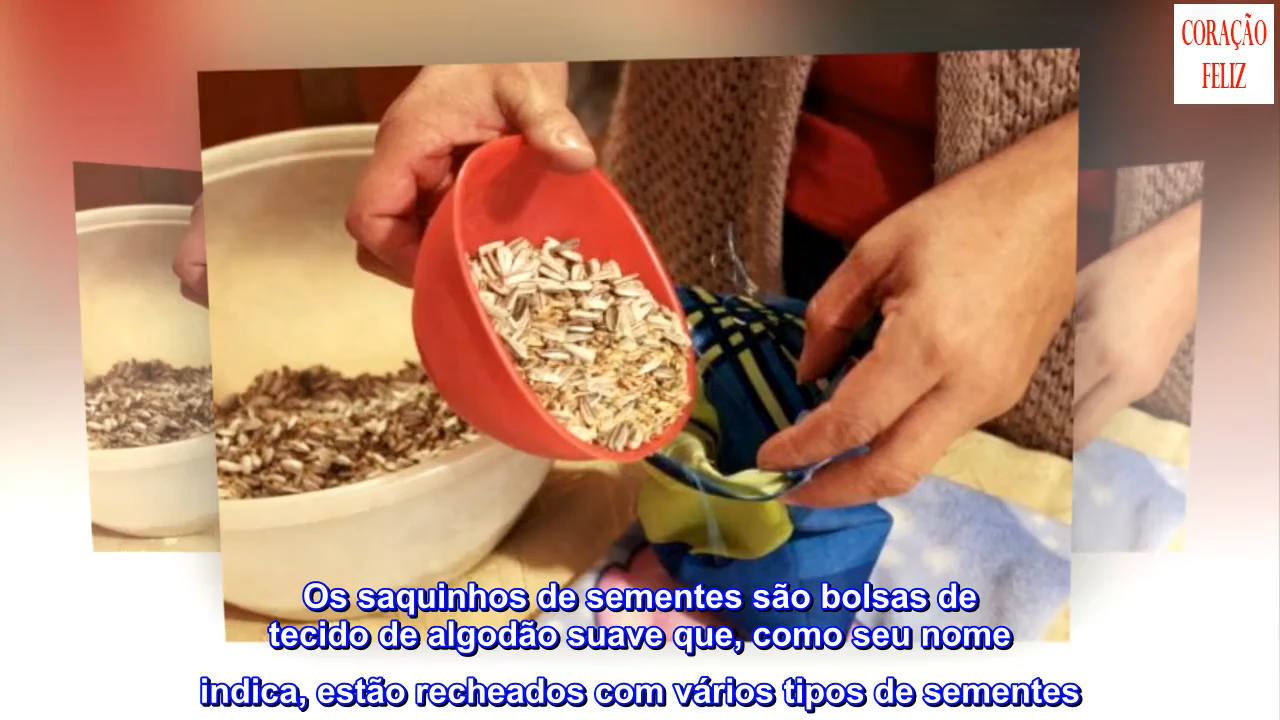 CORAÇÃO
FELIZ
Os saquinhos de sementes são bolsas de
tecido de algodão suave que, como seu nome
indica, estão recheados com vários tipos de sementes